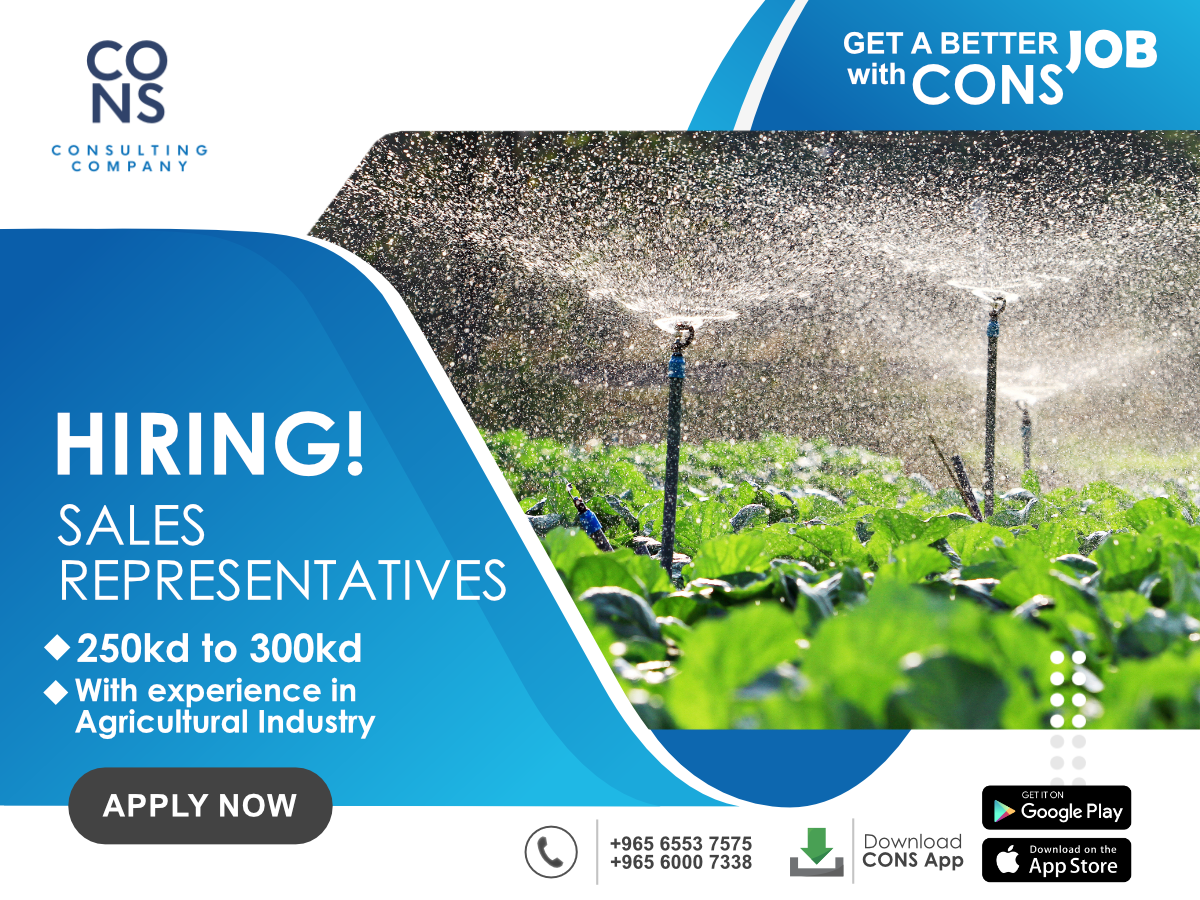 CO
NS
CONSULTING
COMPANY
GET A BETTER JOB
with CONS
HIRING!
SALES
REPRESENTATIVES
250kd to 300kd
With experience in
Agricultural Industry
APPLY NOW
+965 6553 7575
+965 6000 7338
Download
CONS App
GET IT ON
Google Play
Download on the
App Store